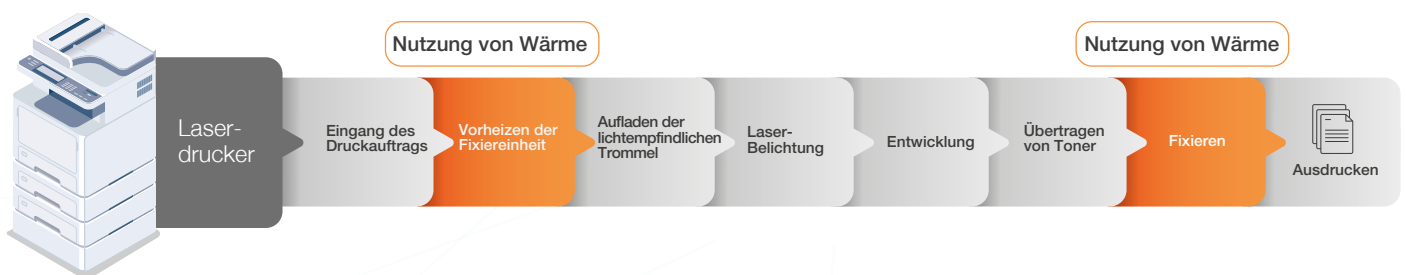 Nutzung von Wärme
Nutzung von Wärme
Laser-
drucker
Eingang des
Druckauftrags
Vorheizen der
Fixiereinheit
Aufladen der
lichtempfindlichen
Trommel
Laser-
Belichtung
Entwicklung
Übertragen
von Toner
Fixieren
Ausdrucken